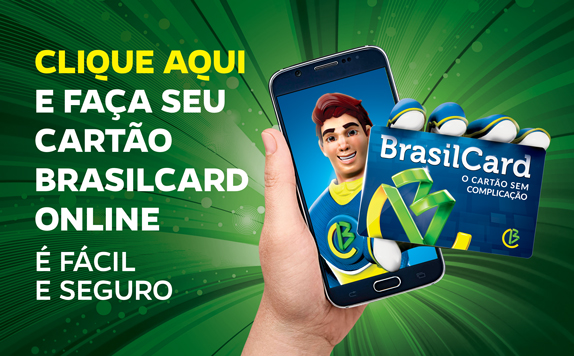 CLIQUE AQUI
E FAÇA SEU
CARTÃO
BRASILCARD
ONLINE
É FÁCIL
E SEGURO
BrasilCard
O CARTÃO SEM
COMPLICAÇÃO